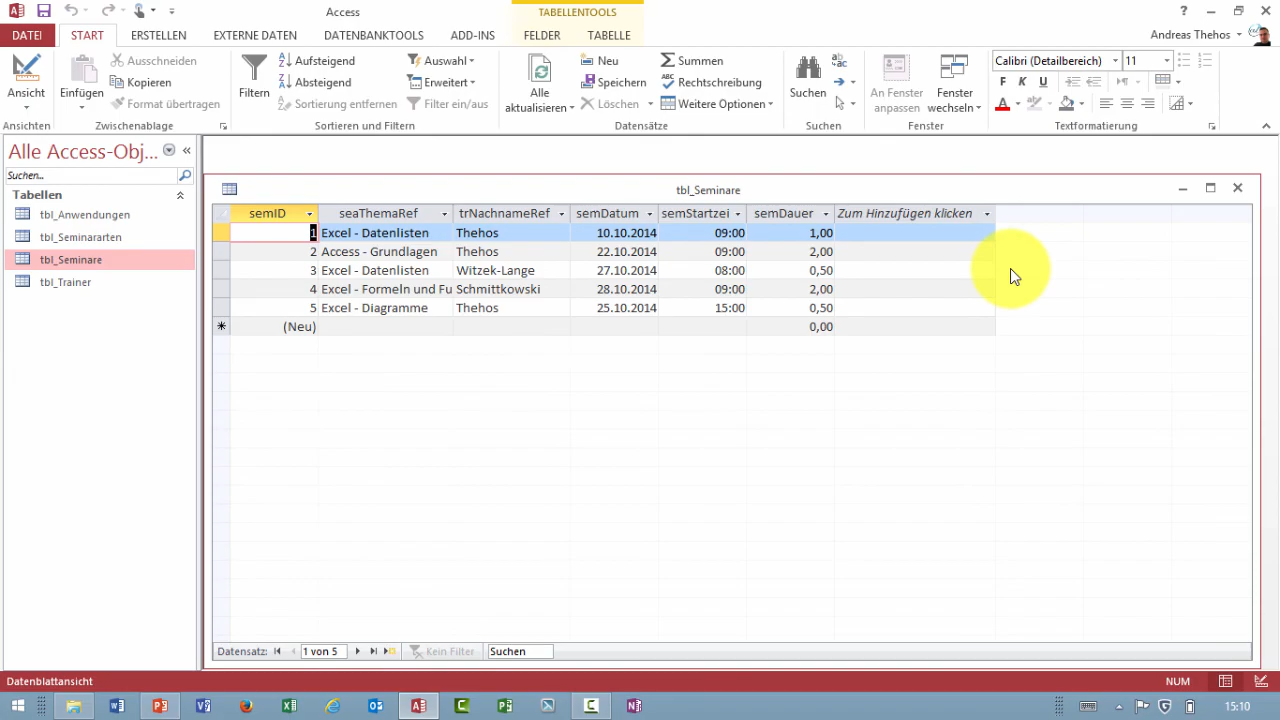 Access
TABELLENTOOLS
DATEI
START
ERSTELLEN
EXTERNE DATEN
DATENBANKTOOLS
ADD-INS
FELDER
TABELLE
Andreas Thehos
Ansicht
Ansichten
Einfügen
Ausschneiden
Kopieren
Format übertragen
Zwischenablage
Filtern
Aufsteigend
Absteigend
Sortierung entfernen
Auswahl
Erweitert
Filter ein/aus
Sortieren und Filtern
Alle aktualisieren
Neu
Speichern
Löschen
Summen
Rechtschreibung
Weitere Optionen
Datensätze
Suchen
Suchen
An Fenster anpassen
Fenster wechseln
Fenster
Calibri (Detailbereich)
11
F K U
Textformatierung
Alle Access-Obj...
Suchen...
Tabellen
tbl_Anwendungen
tbl_Seminararten
tbl_Seminare
tbl_Trainer
tbl_Seminare
semID seaThemaRef trNachnameRef semDatum semStartzei semDauer Zum Hinzufügen klicken
1 Excel - Datenlisten Thehos 10.10.2014 09:00 1,00
2 Access - Grundlagen Thehos 22.10.2014 09:00 2,00
3 Excel - Datenlisten Witzek-Lange 27.10.2014 08:00 0,50
4 Excel - Formeln und Fu Schmittkowski 28.10.2014 09:00 2,00
5 Excel - Diagramme Thehos 25.10.2014 15:00 0,50
(Neu) 0,00
Datensatz: 1 von 5 Kein Filter Suchen
Datenblattansicht
NUM
15:10